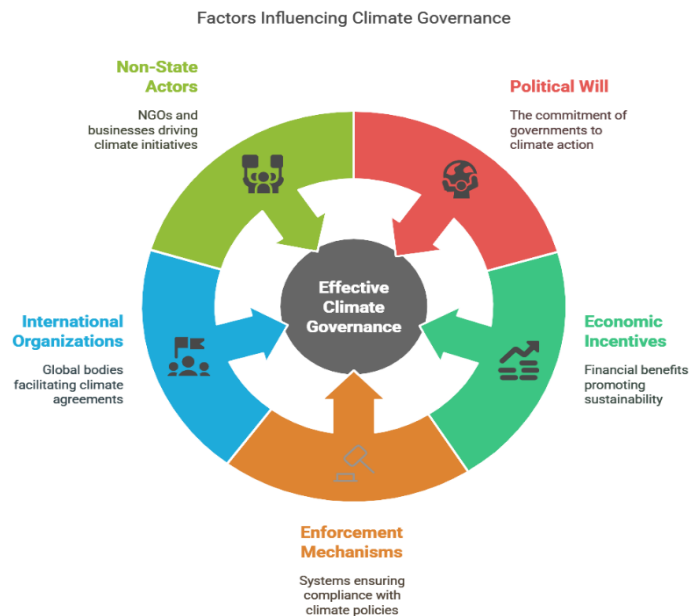 Factors Influencing Climate Governance
Non-State
Actors
NGOs and
businesses driving
climate initiatives
Political Will
The commitment of
governments to
climate action
Effective
Climate
Governance
International
Organizations
Global bodies
facilitating climate
agreements
Economic
Incentives
Financial benefits
promoting
sustainability
Enforcement
Mechanisms
Systems ensuring
compliance with
climate policies